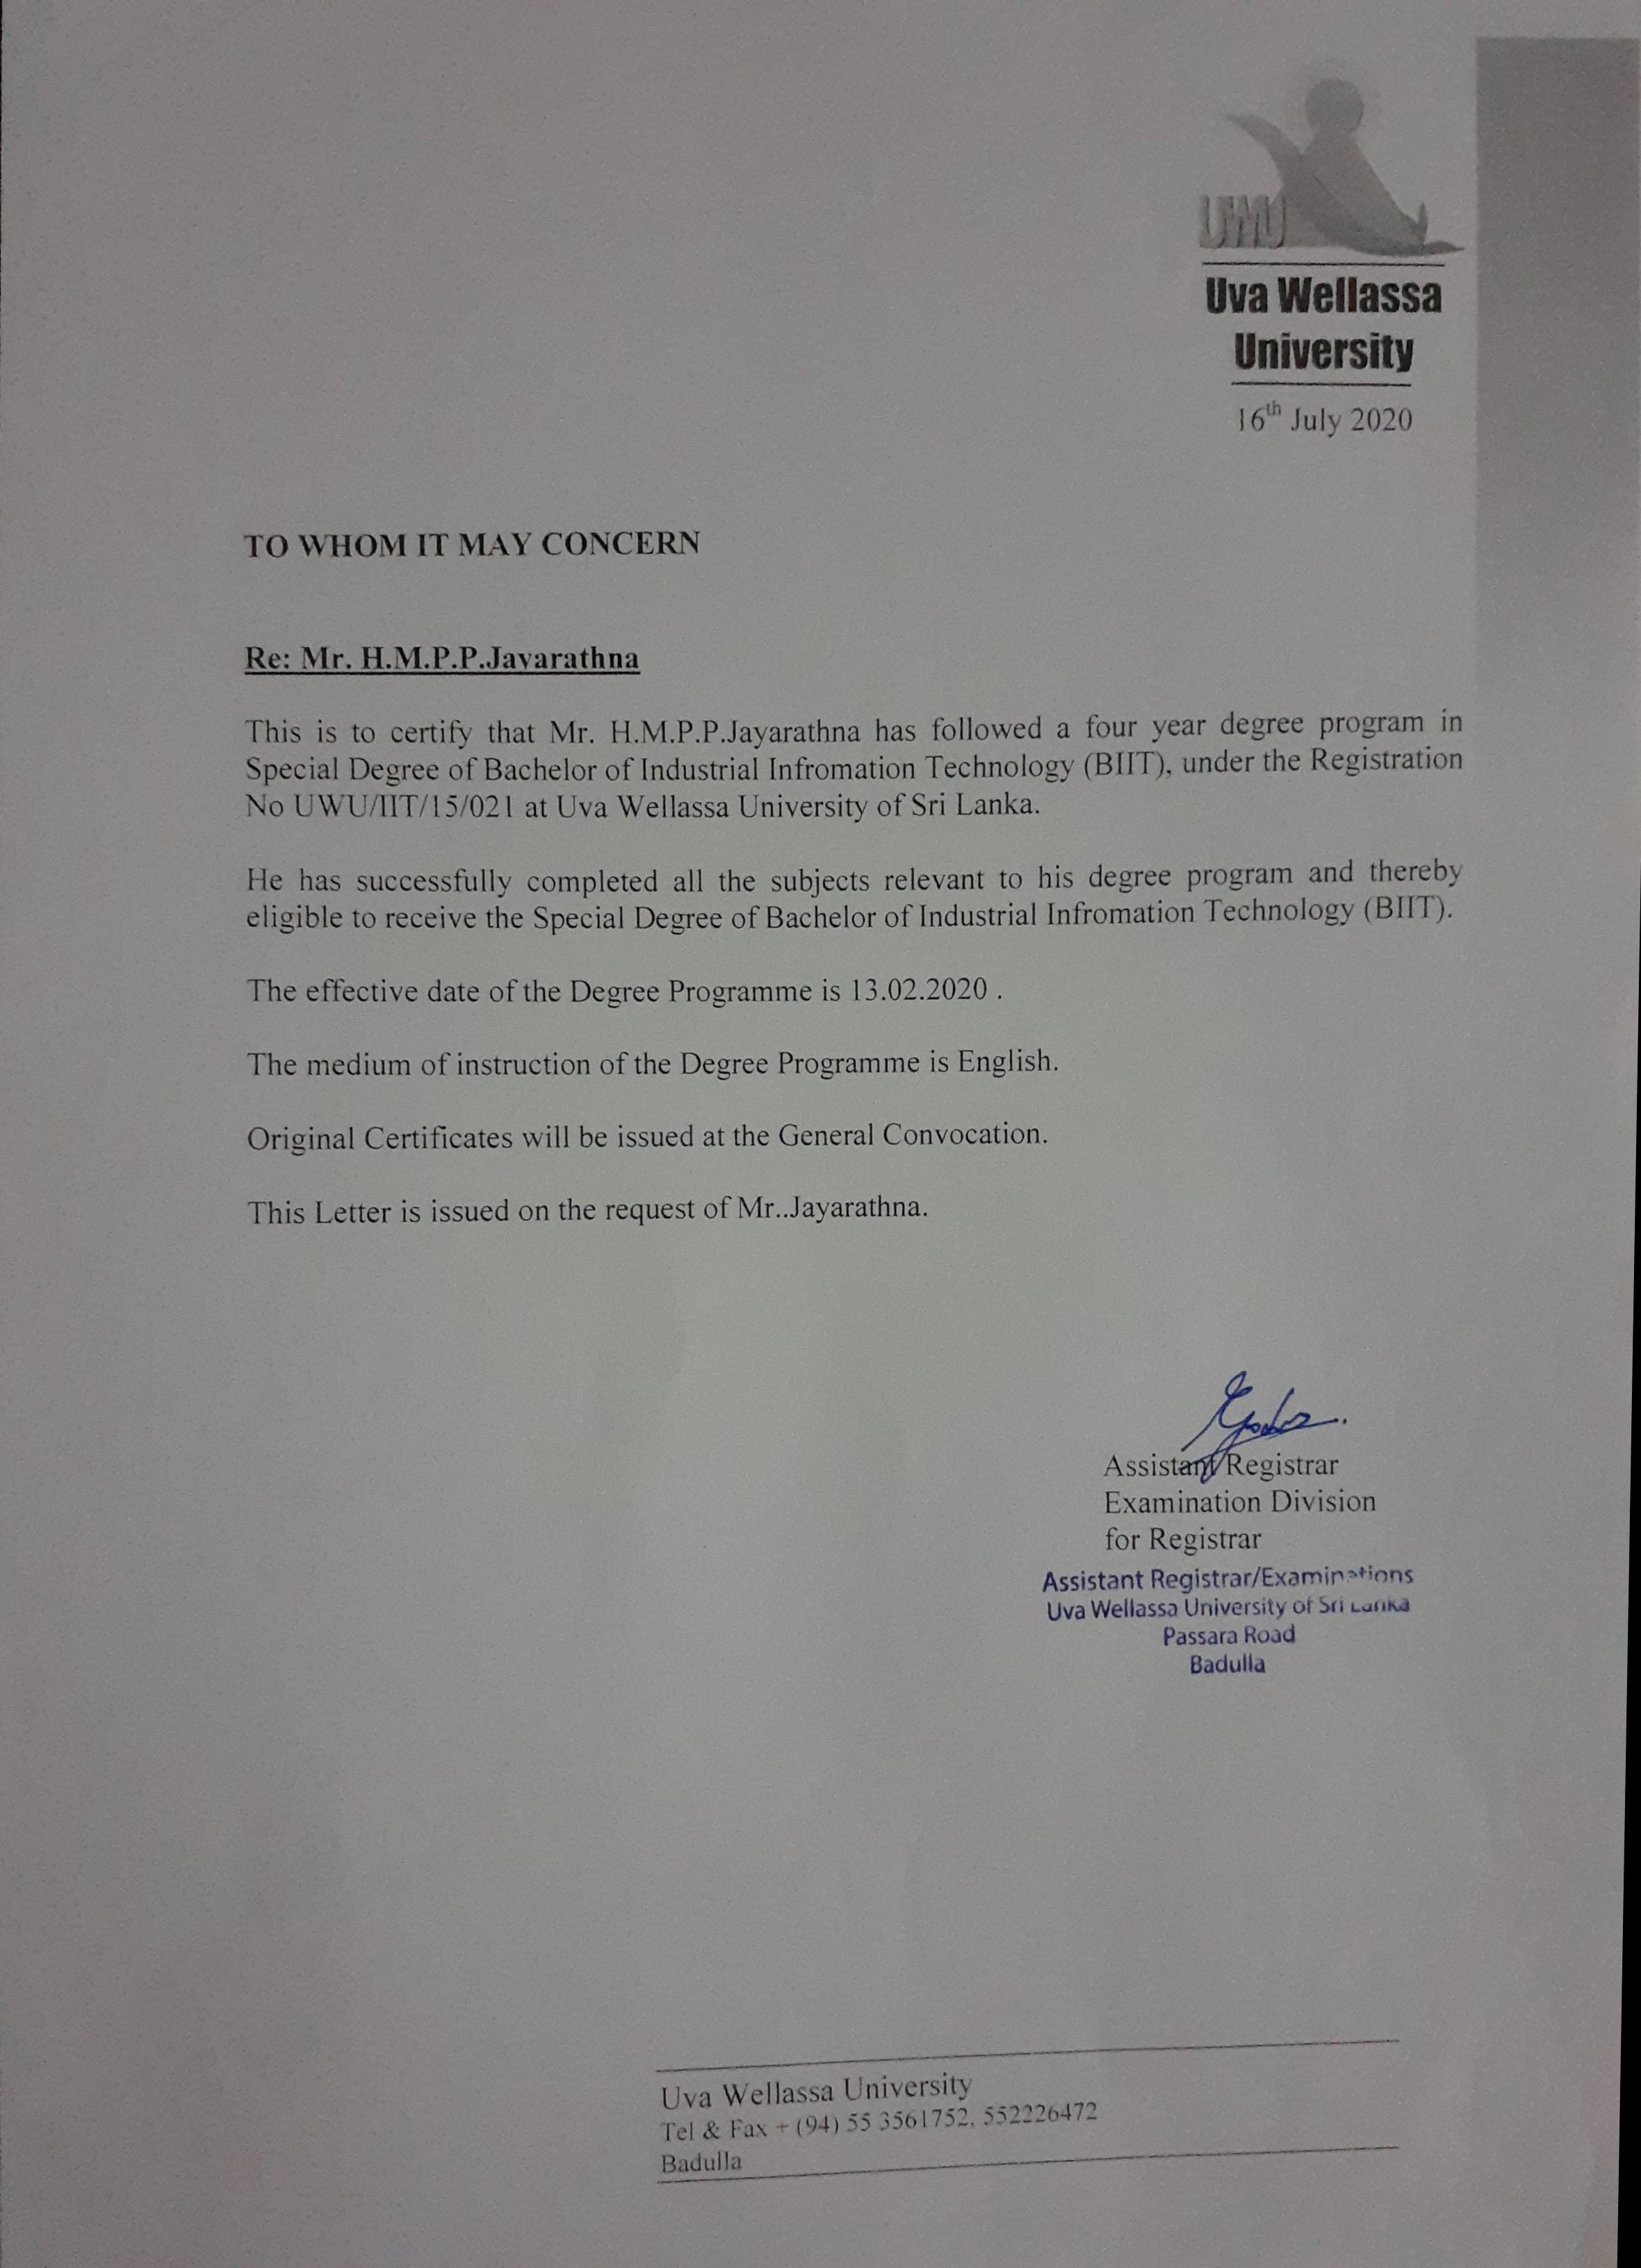 UWU
Uva Wellassa
University
16th July 2020
TO WHOM IT MAY CONCERN
Re: Mr. H.M.P.P.Jayarathna
This is to certify that Mr. H.M.P.P.Jayarathna has followed a four year degree program in
Special Degree of Bachelor of Industrial Infromation Technology (BIIT), under the Registration
No UWU/IIT/15/021 at Uva Wellassa University of Sri Lanka.
He has successfully completed all the subjects relevant to his degree program and thereby
eligible to receive the Special Degree of Bachelor of Industrial Infromation Technology (BIIT).
The effective date of the Degree Programme is 13.02.2020 .
The medium of instruction of the Degree Programme is English.
Original Certificates will be issued at the General Convocation.
This Letter is issued on the request of Mr..Jayarathna.
Assistant Registrar
Examination Division
for Registrar
Assistant Registrar/Examinations
Uva Wellassa University of Sri Lanka
Passara Road
Badulla
Uva Wellassa University
Tel & Fax + (94) 55 3561752, 552226472
Badulla